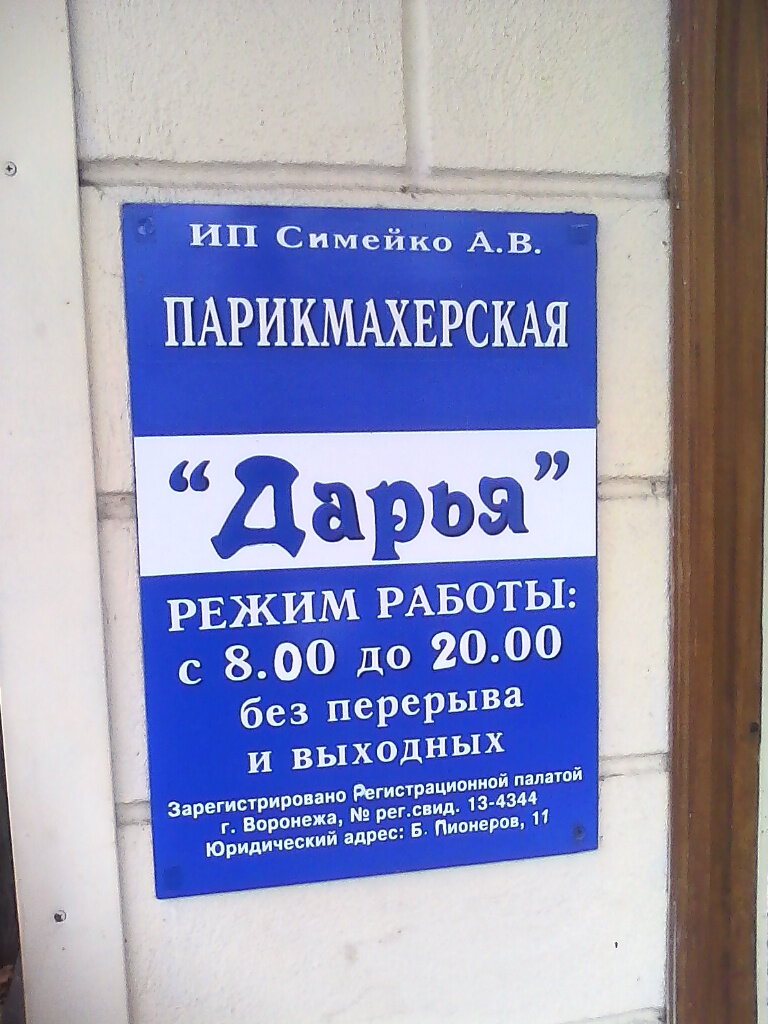 ИП Симейко А.В.
ПАРИКМАХЕРСКАЯ
“Дарья”
РЕЖИМ РАБОТЫ:
с 8.00 до 20.00
без перерыва
и выходных
Зарегистрировано Регистрационной палатой
г. Воронежа, № рег.свид. 13-4344
Юридический адрес: Б. Пионеров, 11